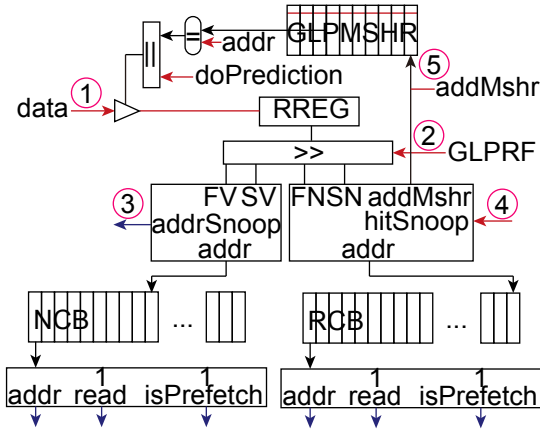 GLPMSHR
=
addr
||
doPrediction
5
addMshr
data
1
RREG
>>
2
GLPRF
FV SV
FNSN addMshr
3
addrSnoop
hitSnoop
4
addr
addr
NCB
...
RCB
...
1
1
addr read isPrefetch
1
1
addr read isPrefetch